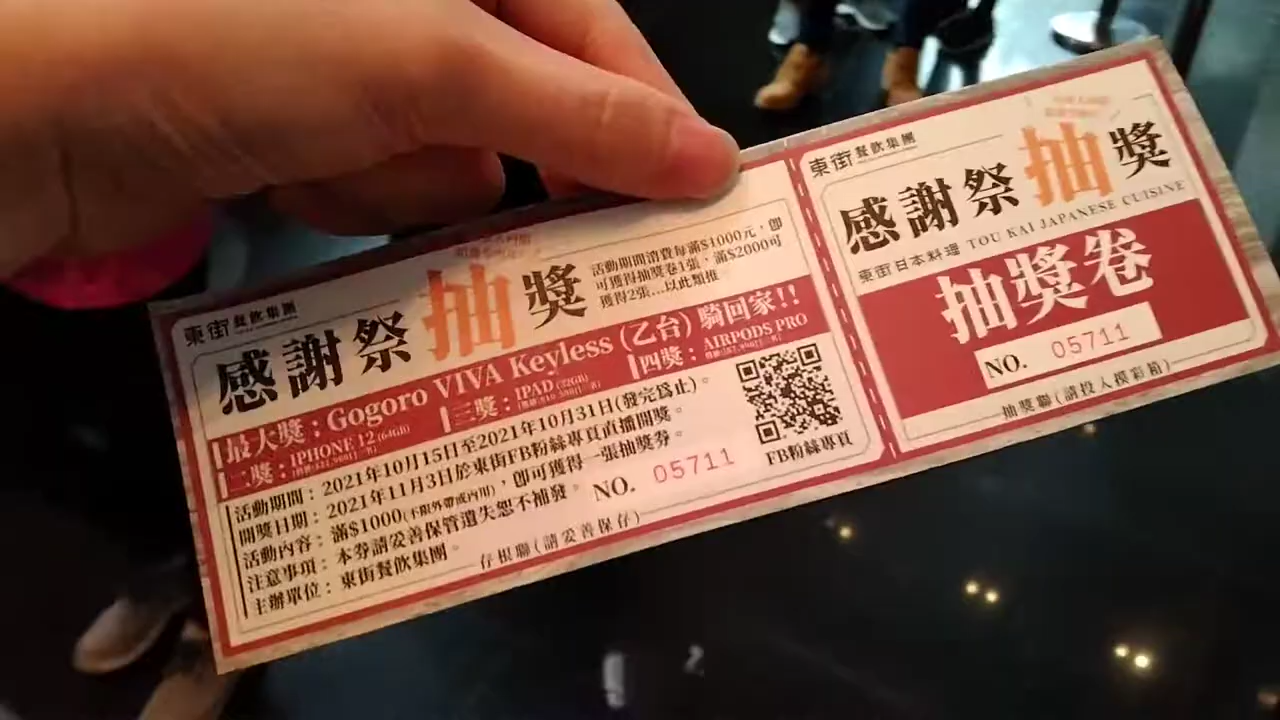 東街餐飲集團
感謝祭抽獎
活動期間消費每滿$1000元,即
可獲得抽獎卷1張,滿$2000可
獲得2張...以此類推
最大獎:Gogoro VIVA Keyless (乙台) 騎回家!!
二獎:IPHONE 12 (64GB)
三獎:IPAD (32GB)
四獎:AIRPODS PRO
活動期間:2021年10月15日至2021年10月31日(發完為止)。
開獎日期:2021年11月3日於東街FB粉絲專頁直播開獎。
活動內容:滿$1000(不限外帶或內用),即可獲得一張抽獎券。
注意事項:本券請妥善保管遺失恕不補發。
主辦單位:東街餐飲集團。
NO. 05711
FB粉絲專頁
存根聯(請妥善保存)
東街餐飲集團
感謝祭抽獎
東街日本料理 TOU KAI JAPANESE CUISINE
抽獎卷
NO. 05711
抽獎聯(請投入摸彩箱)